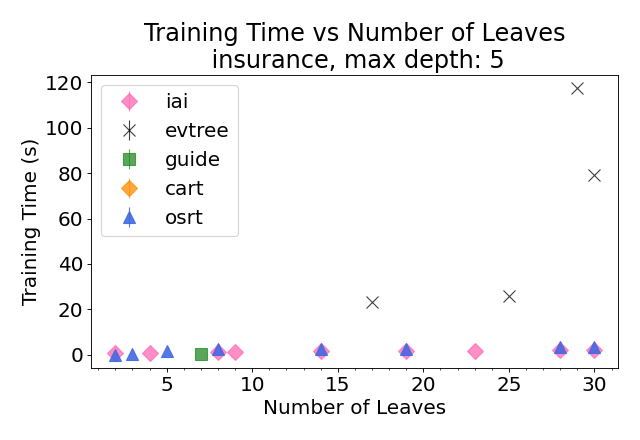 Training Time vs Number of Leaves
insurance, max depth: 5
120
100
80
60
40
20
0
Training Time (s)
iai
evtree
guide
cart
osrt
5
10
15
20
25
30
Number of Leaves